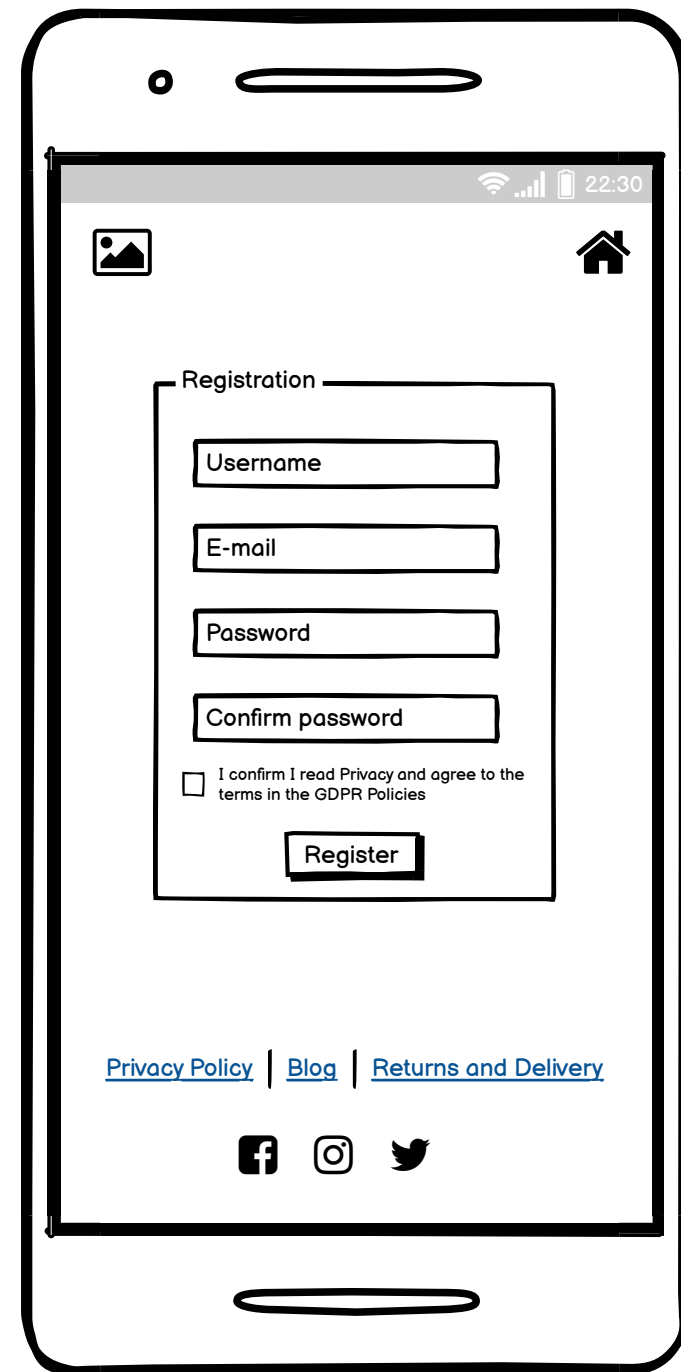 22:30
Registration
Username
E-mail
Password
Confirm password
I confirm I read Privacy and agree to the
terms in the GDPR Policies
Register
Privacy Policy | Blog | Returns and Delivery